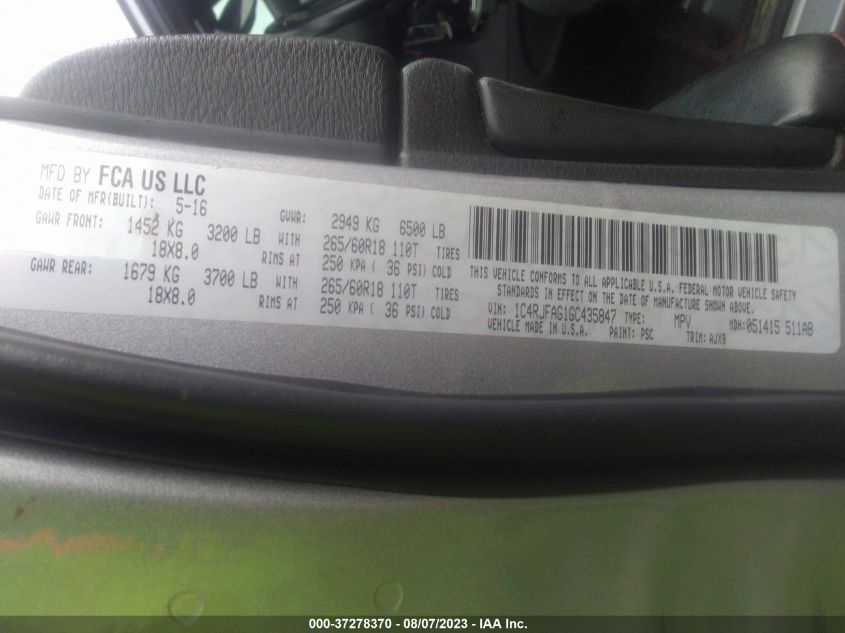 MFD BY FCA US LLC
DATE OF MFR(BUILT): 5-16 GVWR: 2949 KG 6500 LB
GAWR FRONT: 1452 KG 3200 LB WITH 265/60R18 110T TIRES
18X8.0 RIMS AT 250 KPA ( 36 PSI) COLD
GAWR REAR: 1679 KG 3700 LB WITH 265/60R18 110T TIRES
18X8.0 RIMS AT 250 KPA ( 36 PSI) COLD
THIS VEHICLE CONFORMS TO ALL APPLICABLE U.S.A. FEDERAL MOTOR VEHICLE SAFETY
STANDARDS IN EFFECT ON THE DATE OF MANUFACTURE SHOWN ABOVE.
VIN: 1C4RJFAG1GC435847 TYPE: MPV MDH: 051415 511AB
VEHICLE MADE IN U.S.A. PAINT: PSC TRIM: AJX9
000-37278370 - 08/07/2023 - IAA Inc.